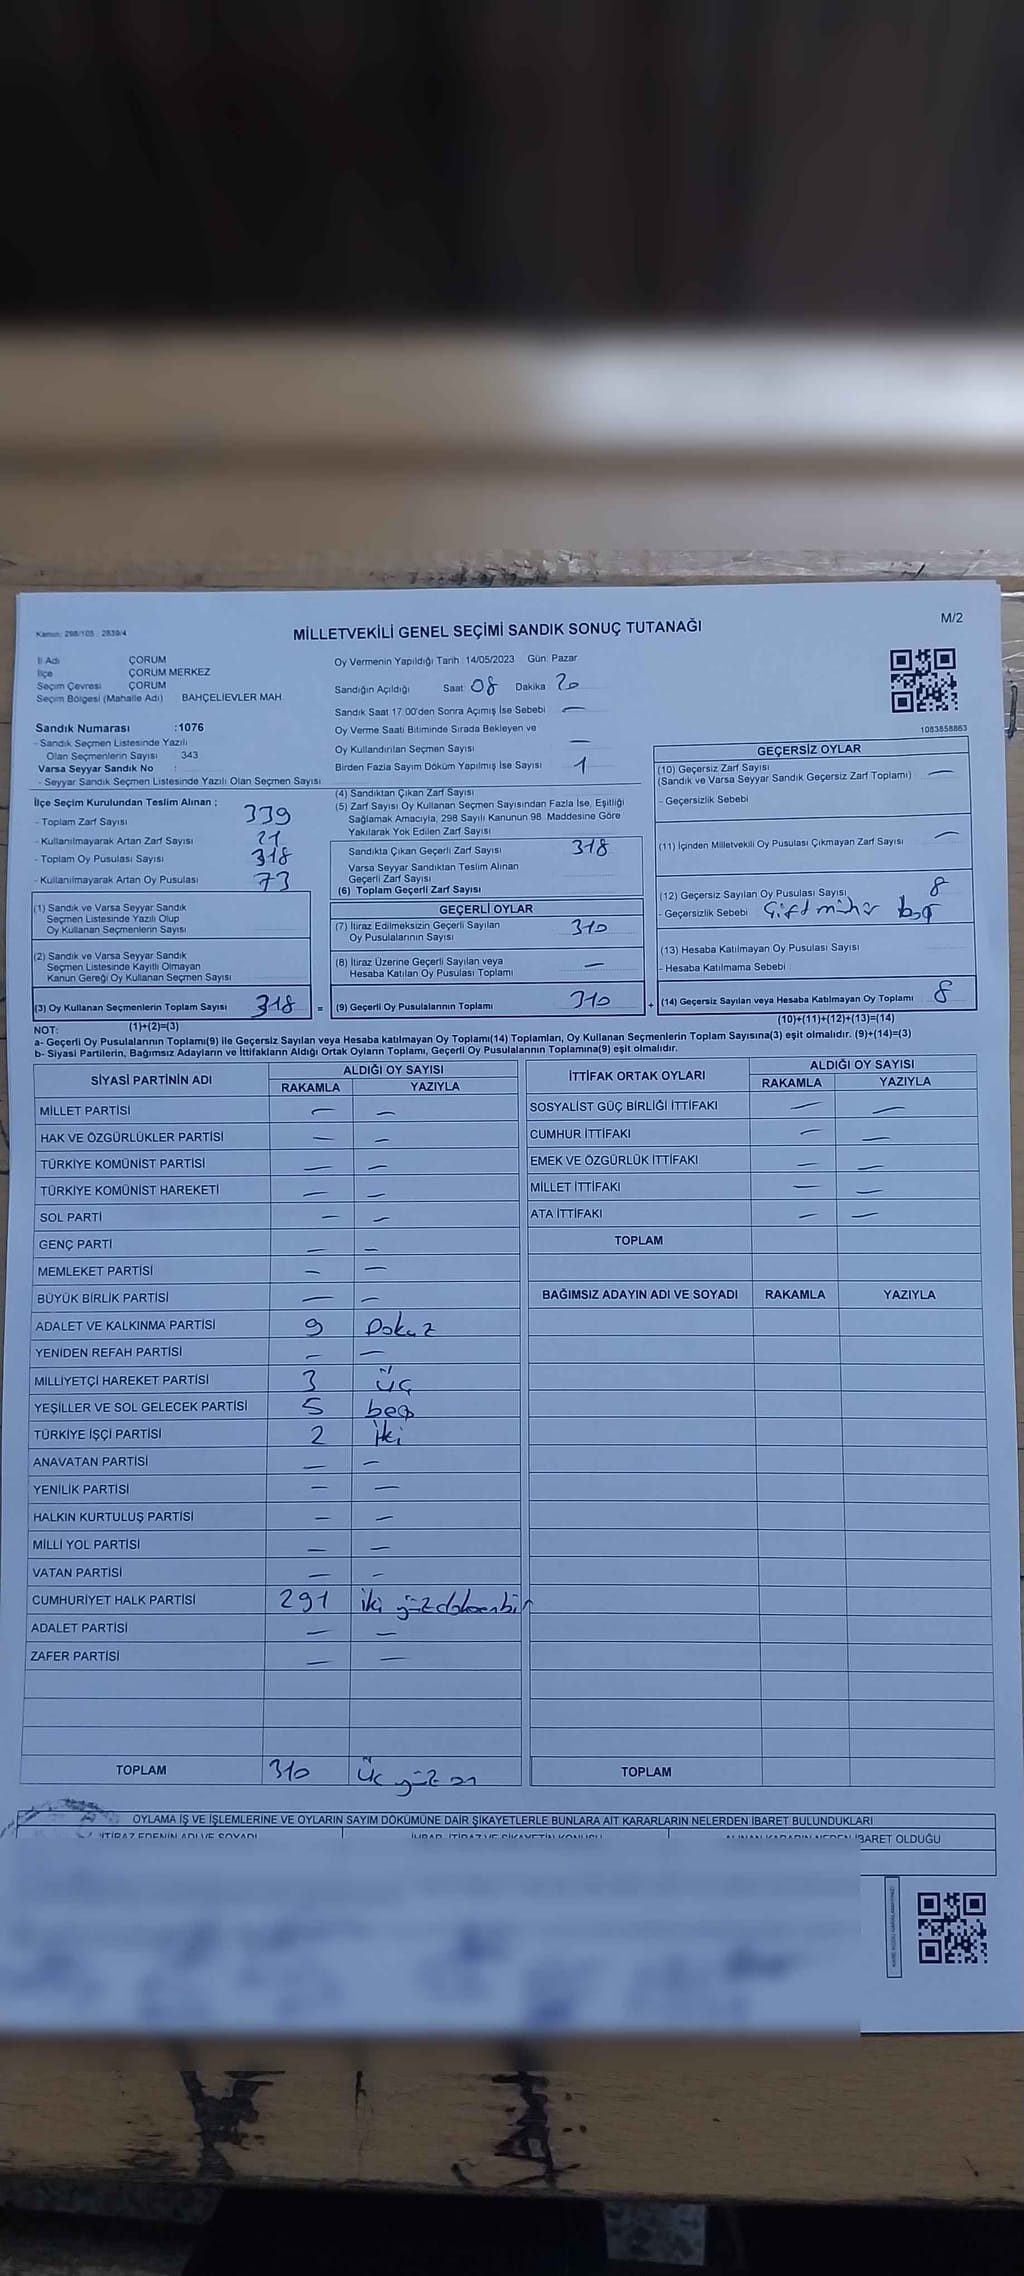 Kanun: 298/105 : 2839/4
M/2
MİLLETVEKİLİ GENEL SEÇİMİ SANDIK SONUÇ TUTANAĞI
İl Adı ÇORUM
İlçe ÇORUM MERKEZ
Seçim Çevresi ÇORUM
Seçim Bölgesi (Mahalle Adı) BAHÇELİEVLER MAH.
Sandık Numarası :1076
- Sandık Seçmen Listesinde Yazılı
Olan Seçmenlerin Sayısı : 343
Varsa Seyyar Sandık No :
- Seyyar Sandık Seçmen Listesinde Yazılı Olan Seçmen Sayısı:
Oy Vermenin Yapıldığı Tarih :14/05/2023 Gün: Pazar
Sandığın Açıldığı Saat 08 Dakika 20
Sandık Saat 17:00'den Sonra Açımış İse Sebebi —
Oy Verme Saati Bitiminde Sırada Bekleyen ve
Oy Kullandırılan Seçmen Sayısı —
Birden Fazla Sayım Döküm Yapılmış İse Sayısı 1
1083858863
İlçe Seçim Kurulundan Teslim Alınan ;
- Toplam Zarf Sayısı 339
- Kullanılmayarak Artan Zarf Sayısı 21
- Toplam Oy Pusulası Sayısı 318
- Kullanılmayarak Artan Oy Pusulası 73
(1) Sandık ve Varsa Seyyar Sandık
Seçmen Listesinde Yazılı Olup
Oy Kullanan Seçmenlerin Sayısı
(2) Sandık ve Varsa Seyyar Sandık
Seçmen Listesinde Kayıtlı Olmayan
Kanun Gereği Oy Kullanan Seçmen Sayısı
(3) Oy Kullanan Seçmenlerin Toplam Sayısı 318 =
(1)+(2)=(3)
(4) Sandıktan Çıkan Zarf Sayısı
(5) Zarf Sayısı Oy Kullanan Seçmen Sayısından Fazla İse, Eşitliği
Sağlamak Amacıyla, 298 Sayılı Kanunun 98. Maddesine Göre
Yakılarak Yok Edilen Zarf Sayısı
Sandıkta Çıkan Geçerli Zarf Sayısı 318
Varsa Seyyar Sandıktan Teslim Alınan
Geçerli Zarf Sayısı
(6) Toplam Geçerli Zarf Sayısı
GEÇERLİ OYLAR
(7) İtiraz Edilmeksizin Geçerli Sayılan
Oy Pusulalarının Sayısı 310
(8) İtiraz Üzerine Geçerli Sayılan veya
Hesaba Katılan Oy Pusulası Toplamı —
(9) Geçerli Oy Pusulalarının Toplamı 310 +
GEÇERSİZ OYLAR
(10) Geçersiz Zarf Sayısı
(Sandık ve Varsa Seyyar Sandık Geçersiz Zarf Toplamı) —
- Geçersizlik Sebebi
(11) İçinden Milletvekili Oy Pusulası Çıkmayan Zarf Sayısı —
(12) Geçersiz Sayılan Oy Pusulası Sayısı 8
- Geçersizlik Sebebi Çift mühür boş
(13) Hesaba Katılmayan Oy Pusulası Sayısı
- Hesaba Katılmama Sebebi
(14) Geçersiz Sayılan veya Hesaba Katılmayan Oy Toplamı 8
(10)+(11)+(12)+(13)=(14)
NOT:
a- Geçerli Oy Pusulalarının Toplamı(9) ile Geçersiz Sayılan veya Hesaba katılmayan Oy Toplamı(14) Toplamları, Oy Kullanan Seçmenlerin Toplam Sayısına(3) eşit olmalıdır. (9)+(14)=(3)
b- Siyasi Partilerin, Bağımsız Adayların ve İttifakların Aldığı Ortak Oyların Toplamı, Geçerli Oy Pusulalarının Toplamına(9) eşit olmalıdır.
SİYASİ PARTİNİN ADI ALDIĞI OY SAYISI
RAKAMLA YAZIYLA
MİLLET PARTİSİ — —
HAK VE ÖZGÜRLÜKLER PARTİSİ — —
TÜRKİYE KOMÜNİST PARTİSİ — —
TÜRKİYE KOMÜNİST HAREKETİ — —
SOL PARTİ — —
GENÇ PARTİ — —
MEMLEKET PARTİSİ — —
BÜYÜK BİRLİK PARTİSİ — —
ADALET VE KALKINMA PARTİSİ 9 Dokuz
YENİDEN REFAH PARTİSİ — —
MİLLİYETÇİ HAREKET PARTİSİ 3 üç
YEŞİLLER VE SOL GELECEK PARTİSİ 5 beş
TÜRKİYE İŞÇİ PARTİSİ 2 iki
ANAVATAN PARTİSİ — —
YENİLİK PARTİSİ — —
HALKIN KURTULUŞ PARTİSİ — —
MİLLİ YOL PARTİSİ — —
VATAN PARTİSİ — —
CUMHURİYET HALK PARTİSİ 291 iki yüz doksanbir
ADALET PARTİSİ — —
ZAFER PARTİSİ — —
TOPLAM 310 Üç yüz on
İTTİFAK ORTAK OYLARI ALDIĞI OY SAYISI
RAKAMLA YAZIYLA
SOSYALİST GÜÇ BİRLİĞİ İTTİFAKI — —
CUMHUR İTTİFAKI — —
EMEK VE ÖZGÜRLÜK İTTİFAKI — —
MİLLET İTTİFAKI — —
ATA İTTİFAKI — —
TOPLAM
BAĞIMSIZ ADAYIN ADI VE SOYADI RAKAMLA YAZIYLA
TOPLAM
OYLAMA İŞ VE İŞLEMLERİNE VE OYLARIN SAYIM DÖKÜMÜNE DAİR ŞİKAYETLERLE BUNLARA AİT KARARLARIN NELERDEN İBARET BULUNDUKLARI
İTİRAZ EDENİN ADI VE SOYADI İHBAR, İTİRAZ VE ŞİKAYETİN KONUSU ALINAN KARARIN NEDEN İBARET OLDUĞU